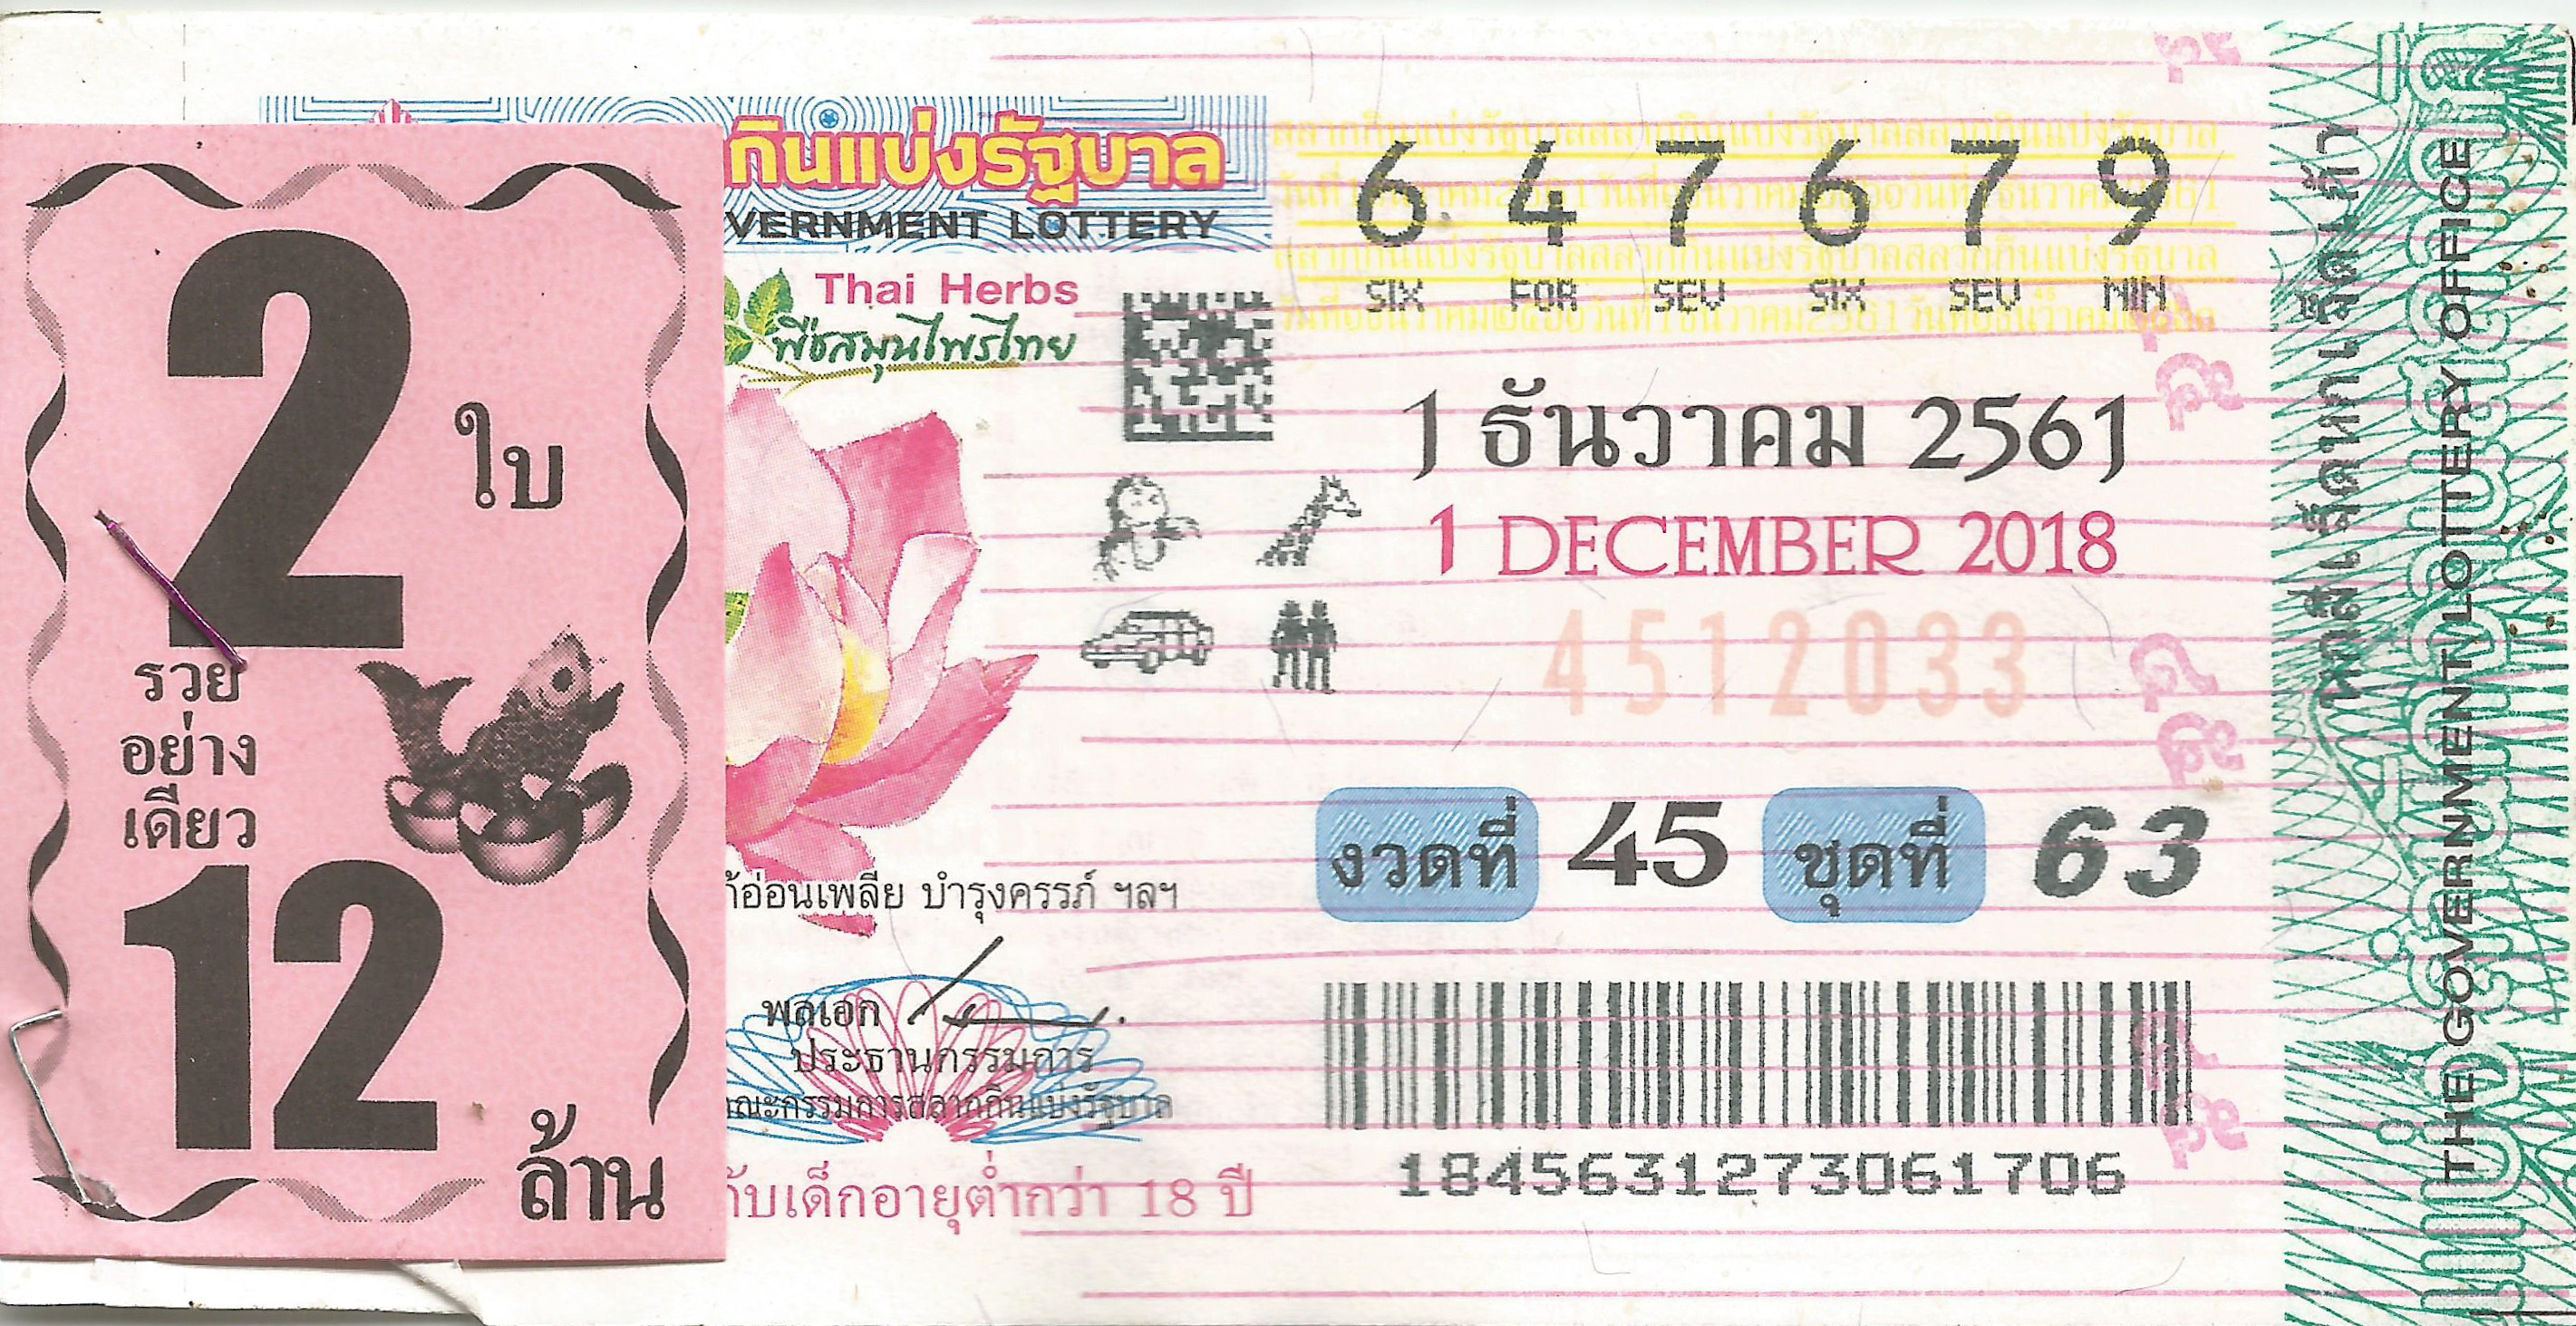 2 ใบ
รวย
อย่าง
เดียว
12
ล้าน
กินแบ่งรัฐบาล
VERNMENT LOTTERY
Thai Herbs
พืชสมุนไพรไทย
6 4 7 6 7 9
SIX FOR SEV SIX SEV NIN
1 ธันวาคม 2561
1 DECEMBER 2018
4512033
งวดที่ 45 ชุดที่ 63
อ่อนเพลีย บำรุงครรภ์ ฯลฯ
พลเอก
ประธานกรรมการ
คณะกรรมการสลากกินแบ่งรัฐบาล
กับเด็กอายุต่ำกว่า 18 ปี
1845631273061706
THE GOVERNMENT LOTTERY OFFICE